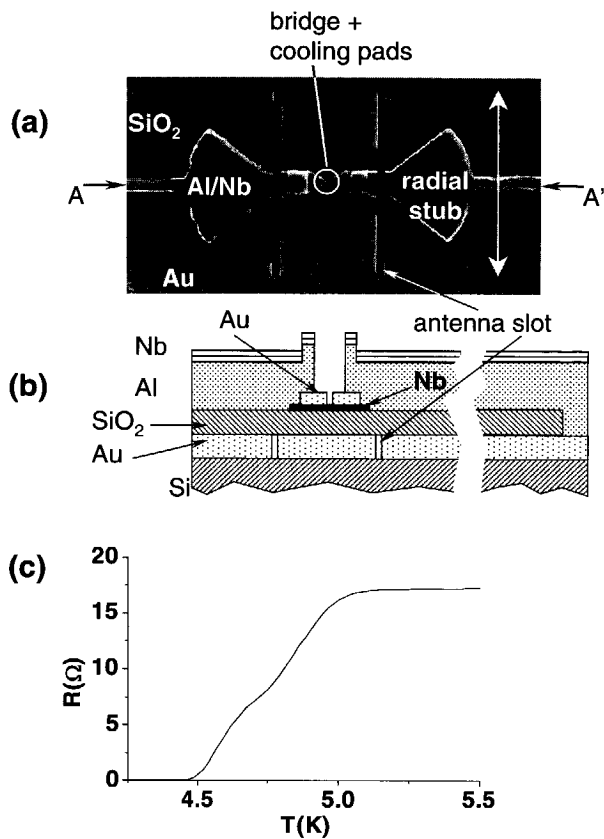 bridge +
cooling pads
(a)
SiO2
A
Al/Nb
radial
stub
A'
Au
Au
antenna slot
Nb
(b)
Al
Nb
SiO2
Au
Si
(c)
20
15
10
5
0
R(Ω)
4.5 5.0 5.5
T(K)